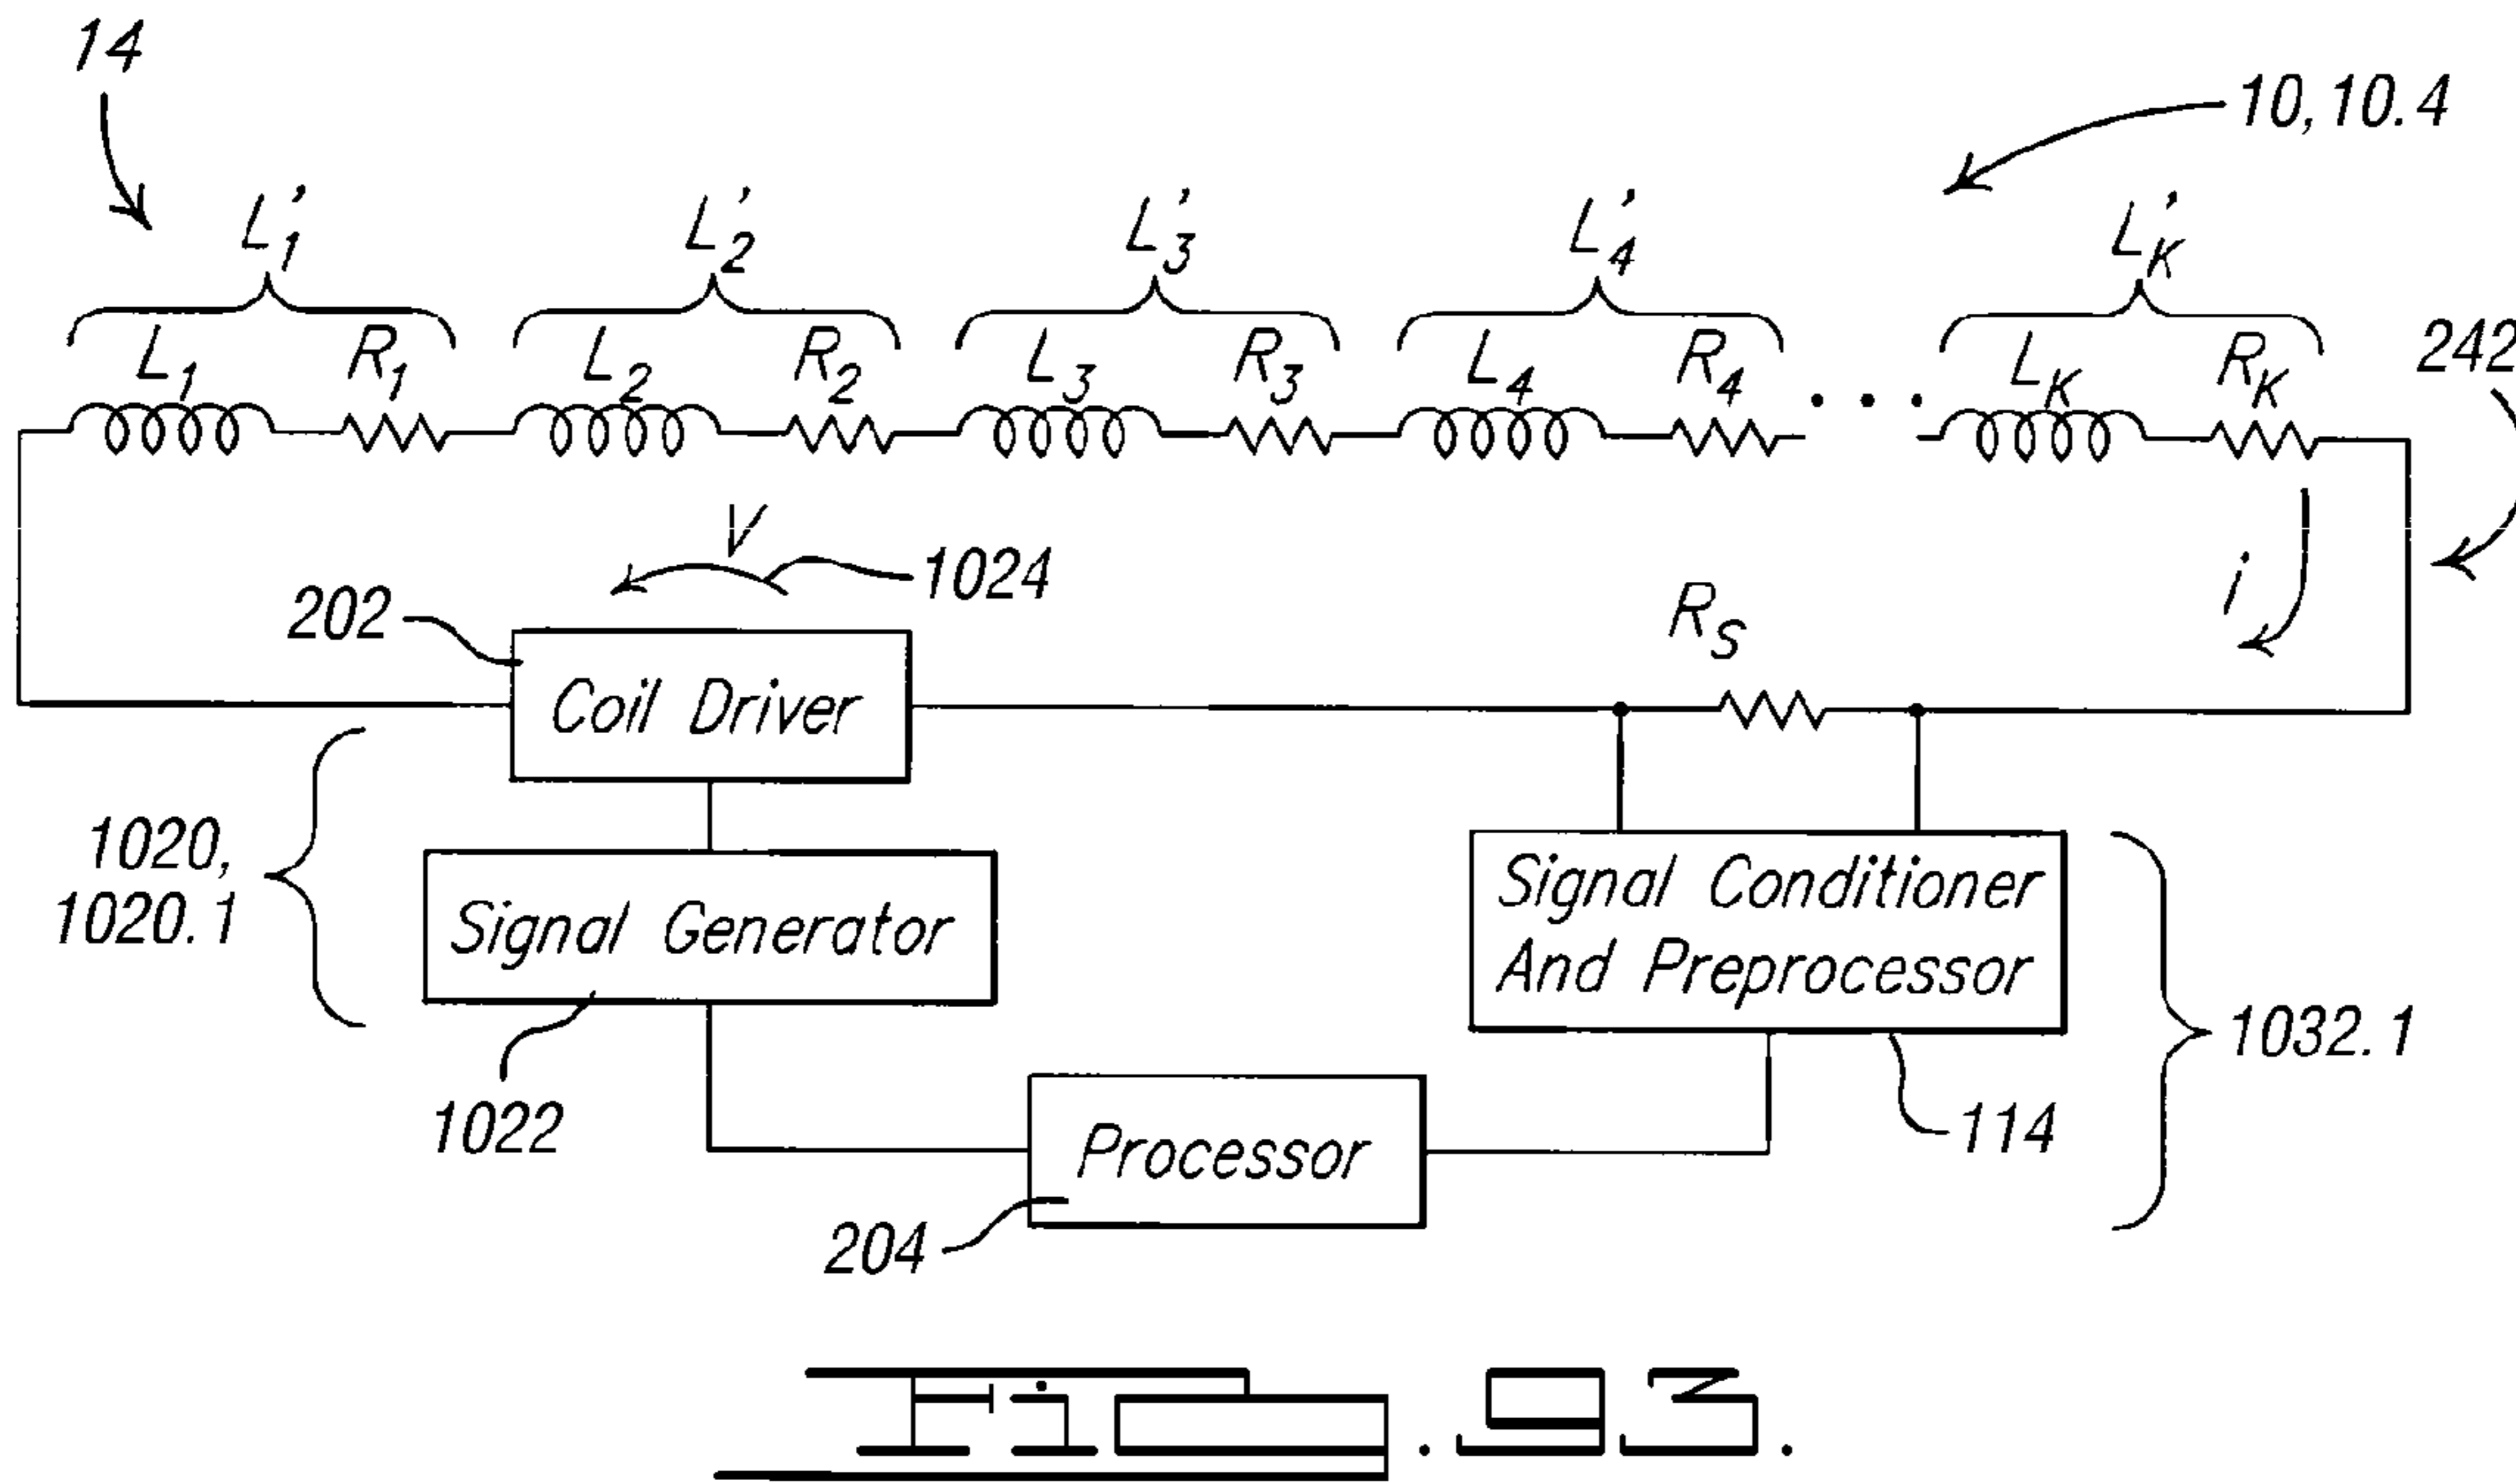 14
10, 10.4
L'1
L'2
L'3
L'4
L'K
L1
R1
L2
R2
L3
R3
L4
R4
• • •
LK
RK
242
V
1024
i
202
RS
Coil Driver
1020,
1020.1
Signal Generator
Signal Conditioner
And Preprocessor
1032.1
1022
114
Processor
204
Fig. 93.